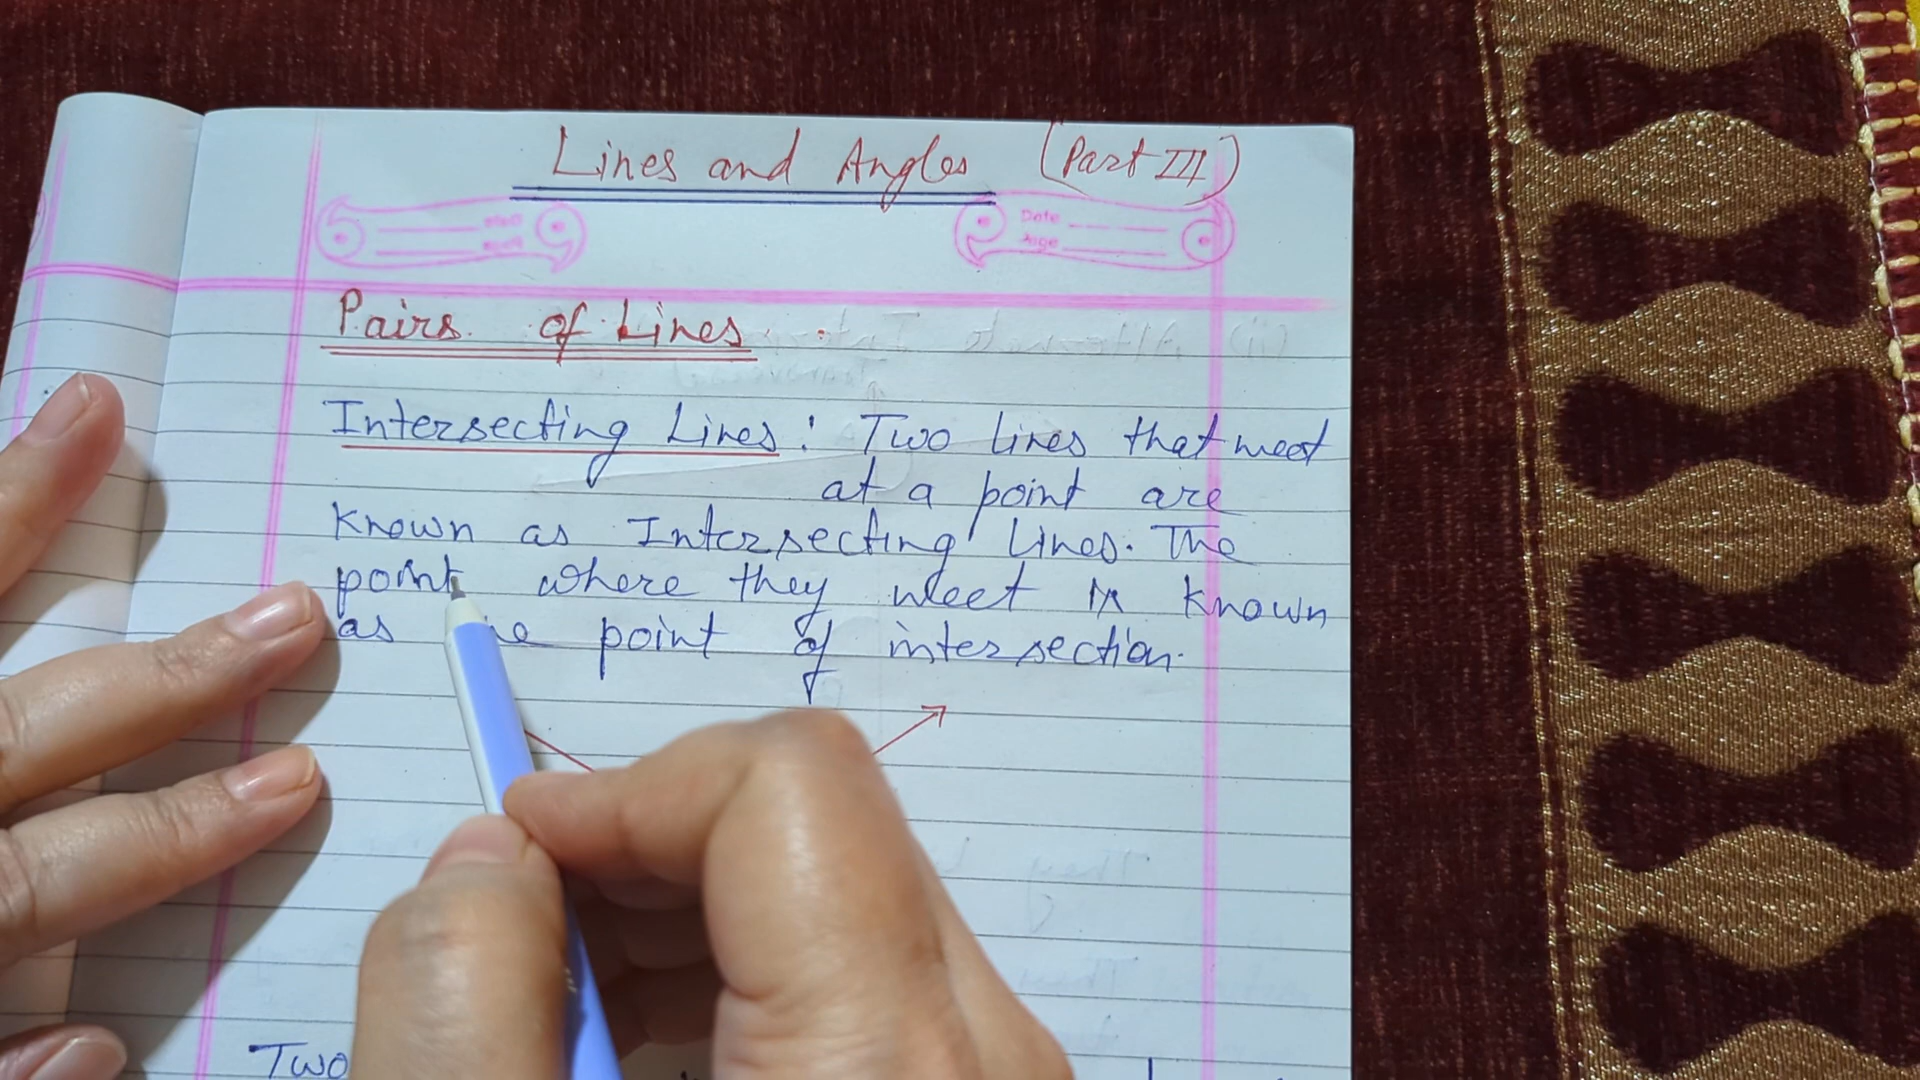 Lines and Angles (Part III)
Date
Page
Pairs of Lines
Intersecting Lines: Two lines that meet
at a point are
known as Intersecting Lines. The
point where they meet is known
as point of intersection.
Two